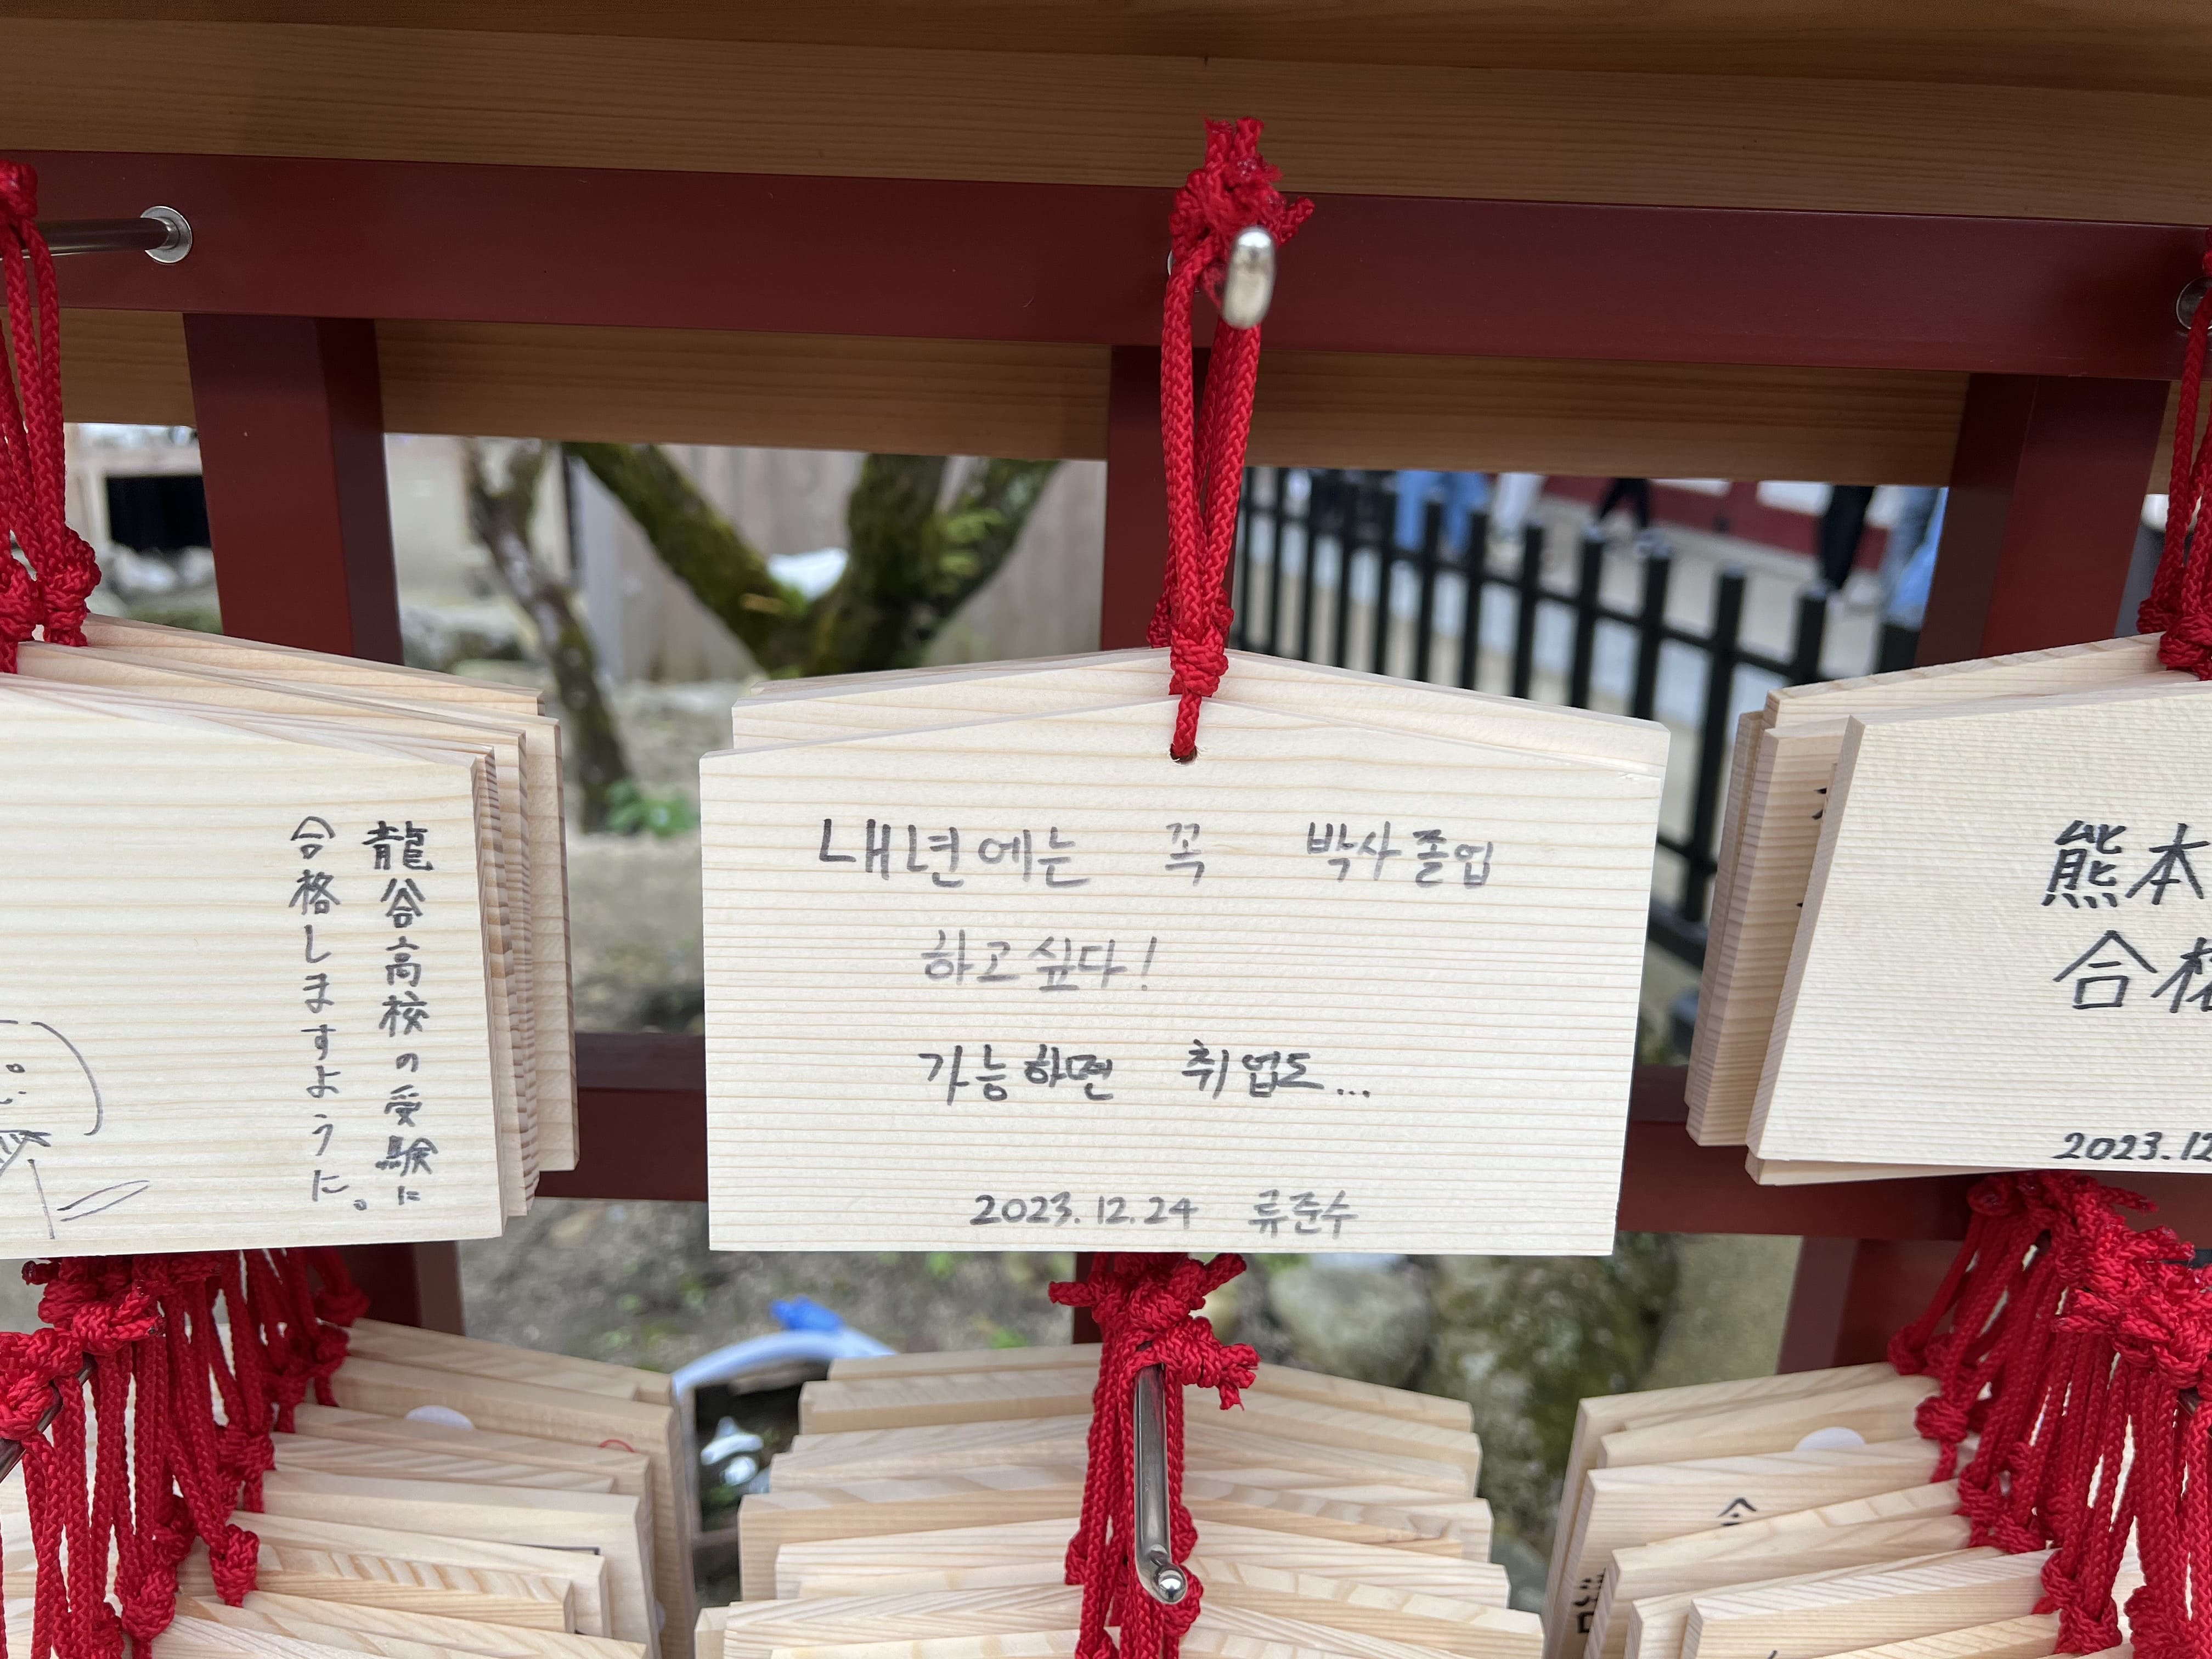 龍谷高校の受験に
合格しますように。
내년에는 꼭 박사졸업
하고싶다!
가능하면 취업도...
2023.12.24 류준수
熊本
合格
2023.12